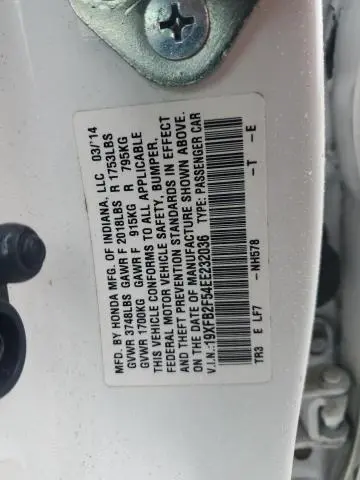 MFD. BY HONDA MFG. OF INDIANA, LLC 03/'14
GVWR 3748LBS GAWR F 2018LBS R 1753LBS
GVWR 1700KG GAWR F 915KG R 795KG
THIS VEHICLE CONFORMS TO ALL APPLICABLE
FEDERAL MOTOR VEHICLE SAFETY, BUMPER,
AND THEFT PREVENTION STANDARDS IN EFFECT
ON THE DATE OF MANUFACTURE SHOWN ABOVE.
V.I.N.: 19XFB2F54EE232036 TYPE: PASSENGER CAR
TR3 E LF7 -NH578 -T -E